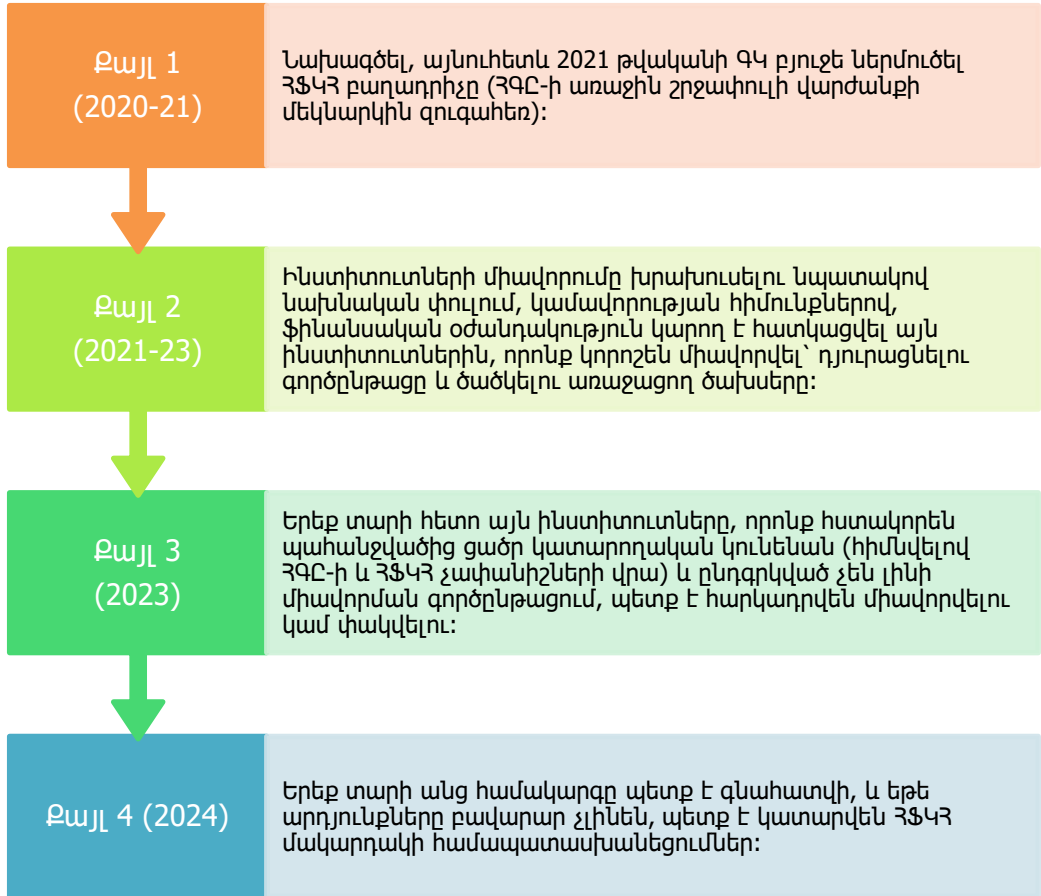 Քայլ 1
(2020-21)
Նախագծել, այնուհետև 2021 թվականի ԳԿ բյուջե ներմուծել
ՀՖԿՀ բաղադրիչը (ՀԳԸ-ի առաջին շրջափուլի վարժանքի
մեկնարկին զուգահեռ):
Քայլ 2
(2021-23)
Ինստիտուտների միավորումը խրախուսելու նպատակով
նախնական փուլում, կամավորության հիմունքներով,
ֆինանսական օժանդակություն կարող է հատկացվել այն
ինստիտուտներին, որոնք կորոշեն միավորվել` դյուրացնելու
գործընթացը և ծածկելու առաջացող ծախսերը:
Քայլ 3
(2023)
Երեք տարի հետո այն ինստիտուտները, որոնք հստակորեն
պահանջվածից ցածր կատարողական կունենան (հիմնվելով
ՀԳԸ-ի և ՀՖԿՀ չափանիշների վրա) և ընդգրկված չեն լինի
միավորման գործընթացում, պետք է հարկադրվեն միավորվելու
կամ փակվելու:
Քայլ 4 (2024)
Երեք տարի անց համակարգը պետք է գնահատվի, և եթե
արդյունքները բավարար չլինեն, պետք է կատարվեն ՀՖԿՀ
մակարդակի համապատասխանեցումներ: